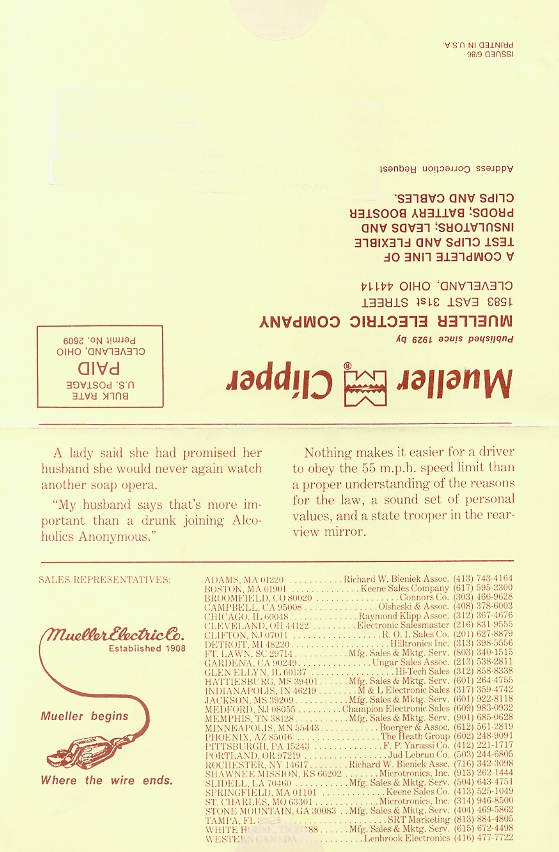 ISSUED 6/86
PRINTED IN U.S.A.
Address Correction Request
Mueller Clipper®
Published since 1929 by
MUELLER ELECTRIC COMPANY
1583 EAST 31st STREET
CLEVELAND, OHIO 44114
A COMPLETE LINE OF
TEST CLIPS AND FLEXIBLE
INSULATORS; LEADS AND
PRODS; BATTERY BOOSTER
CLIPS AND CABLES.
BULK RATE
U.S. POSTAGE
PAID
CLEVELAND, OHIO
Permit No. 2609
A lady said she had promised her
husband she would never again watch
another soap opera.
"My husband says that's more im-
portant than a drunk joining Alco-
holics Anonymous."
Nothing makes it easier for a driver
to obey the 55 m.p.h. speed limit than
a proper understanding of the reasons
for the law, a sound set of personal
values, and a state trooper in the rear-
view mirror.
SALES REPRESENTATIVES:
Mueller Electric Co.
Established 1908
Mueller begins
Where the wire ends.
ADAMS, MA 01220 .......... Richard W. Bieniek Assoc. (413) 743-4164
BOSTON, MA 01901 .......... Keene Sales Company (617) 595-2300
BROOMFIELD, CO 80020 .......... Connors Co. (303) 466-9628
CAMPBELL, CA 95008 .......... Olsheski & Assoc. (408) 378-6003
CHICAGO, IL 60648 .......... Raymond Klipp Assoc. (312) 367-4676
CLEVELAND, OH 44122 .......... Electronic Salesmaster (216) 831-9555
CLIFTON, NJ 07011 .......... R. O. I. Sales Co. (201) 627-8879
DETROIT, MI 48220 .......... Hilltronics Inc. (313) 398-5556
FT. LAWN, SC 29714 .......... Mfg. Sales & Mktg. Serv. (803) 340-1515
GARDENA, CA 90249 .......... Ungar Sales Assoc. (213) 538-2811
GLEN ELLYN, IL 60137 .......... Hi-Tech Sales (312) 858-8338
HATTIESBURG, MS 39401 .......... Mfg. Sales & Mktg. Serv. (601) 264-4755
INDIANAPOLIS, IN 46219 .......... M & L Electronic Sales (317) 359-4742
JACKSON, MS 39209 .......... Mfg. Sales & Mktg. Serv. (601) 922-8118
MEDFORD, NJ 08055 .......... Champion Electronic Sales (609) 983-0932
MEMPHIS, TN 38128 .......... Mfg. Sales & Mktg. Serv. (901) 685-0628
MINNEAPOLIS, MN 55443 .......... Boerger & Assoc. (612) 561-2819
PHOENIX, AZ 85016 .......... The Heath Group (602) 248-9091
PITTSBURGH, PA 15243 .......... F. P. Yarussi Co. (412) 221-1717
PORTLAND, OR 97219 .......... Jud Lebrun Co. (503) 244-5805
ROCHESTER, NY 14617 .......... Richard W. Bieniek Assc. (716) 342-3098
SHAWNEE MISSION, KS 66202 .......... Microtronics, Inc. (913) 262-1444
SLIDELL, LA 70460 .......... Mfg. Sales & Mktg. Serv. (504) 643-4751
SPRINGFIELD, MA 01101 .......... Keene Sales Co. (413) 525-1049
ST. CHARLES, MO 63301 .......... Microtronics, Inc. (314) 946-8500
STONE MOUNTAIN, GA 30083 .. Mfg. Sales & Mktg. Serv. (404) 469-5862
TAMPA, FL .......... SRT Marketing (813) 884-4805
WHITE HOUSE, TN 37188 .. Mfg. Sales & Mktg. Serv. (615) 672-4498
WESTERN CANADA .......... Lenbrook Electronics (416) 477-7722